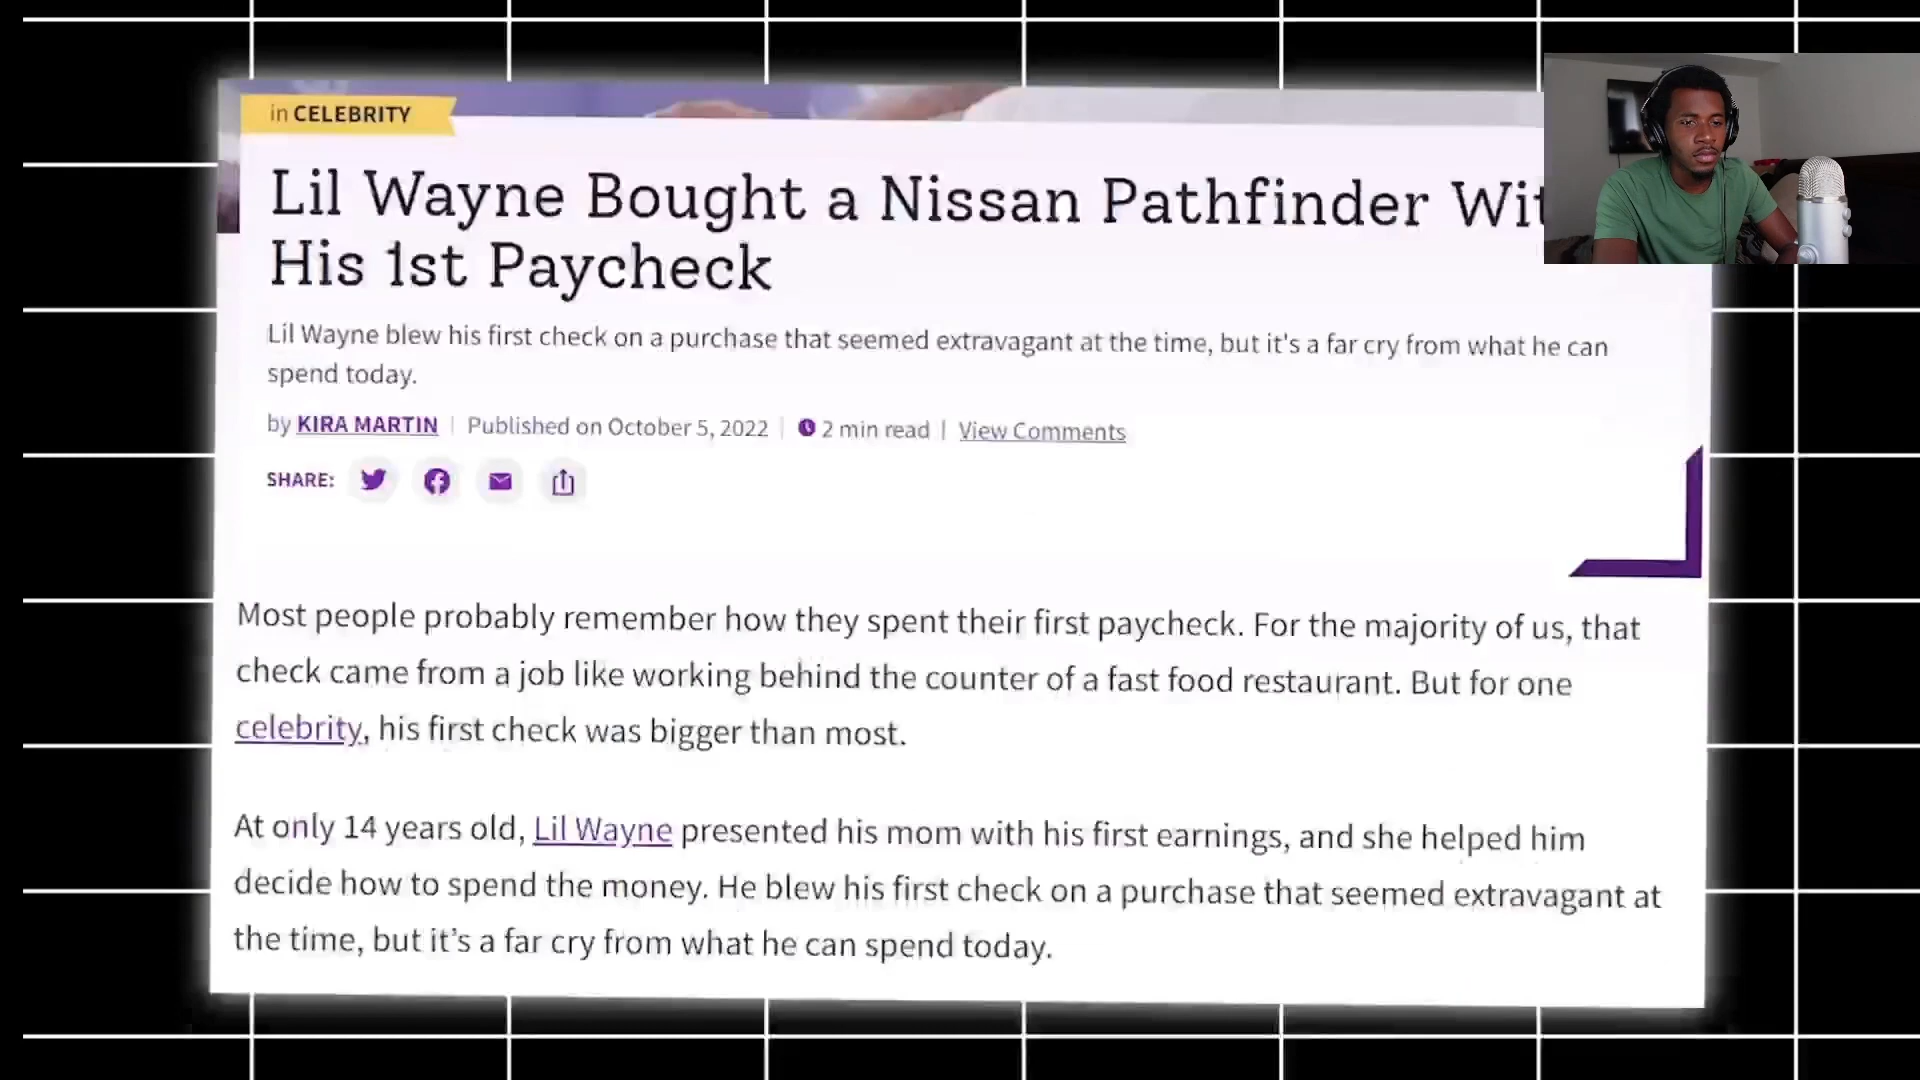 in CELEBRITY
Lil Wayne Bought a Nissan Pathfinder
His 1st Paycheck
Lil Wayne blew his first check on a purchase that seemed extravagant at the time, but it's a far cry from what he can
spend today.
by KIRA MARTIN | Published on October 5, 2022 | 2 min read | View Comments
SHARE:
Most people probably remember how they spent their first paycheck. For the majority of us, that
check came from a job like working behind the counter of a fast food restaurant. But for one
celebrity, his first check was bigger than most.
At only 14 years old, Lil Wayne presented his mom with his first earnings, and she helped him
decide how to spend the money. He blew his first check on a purchase that seemed extravagant at
the time, but it’s a far cry from what he can spend today.